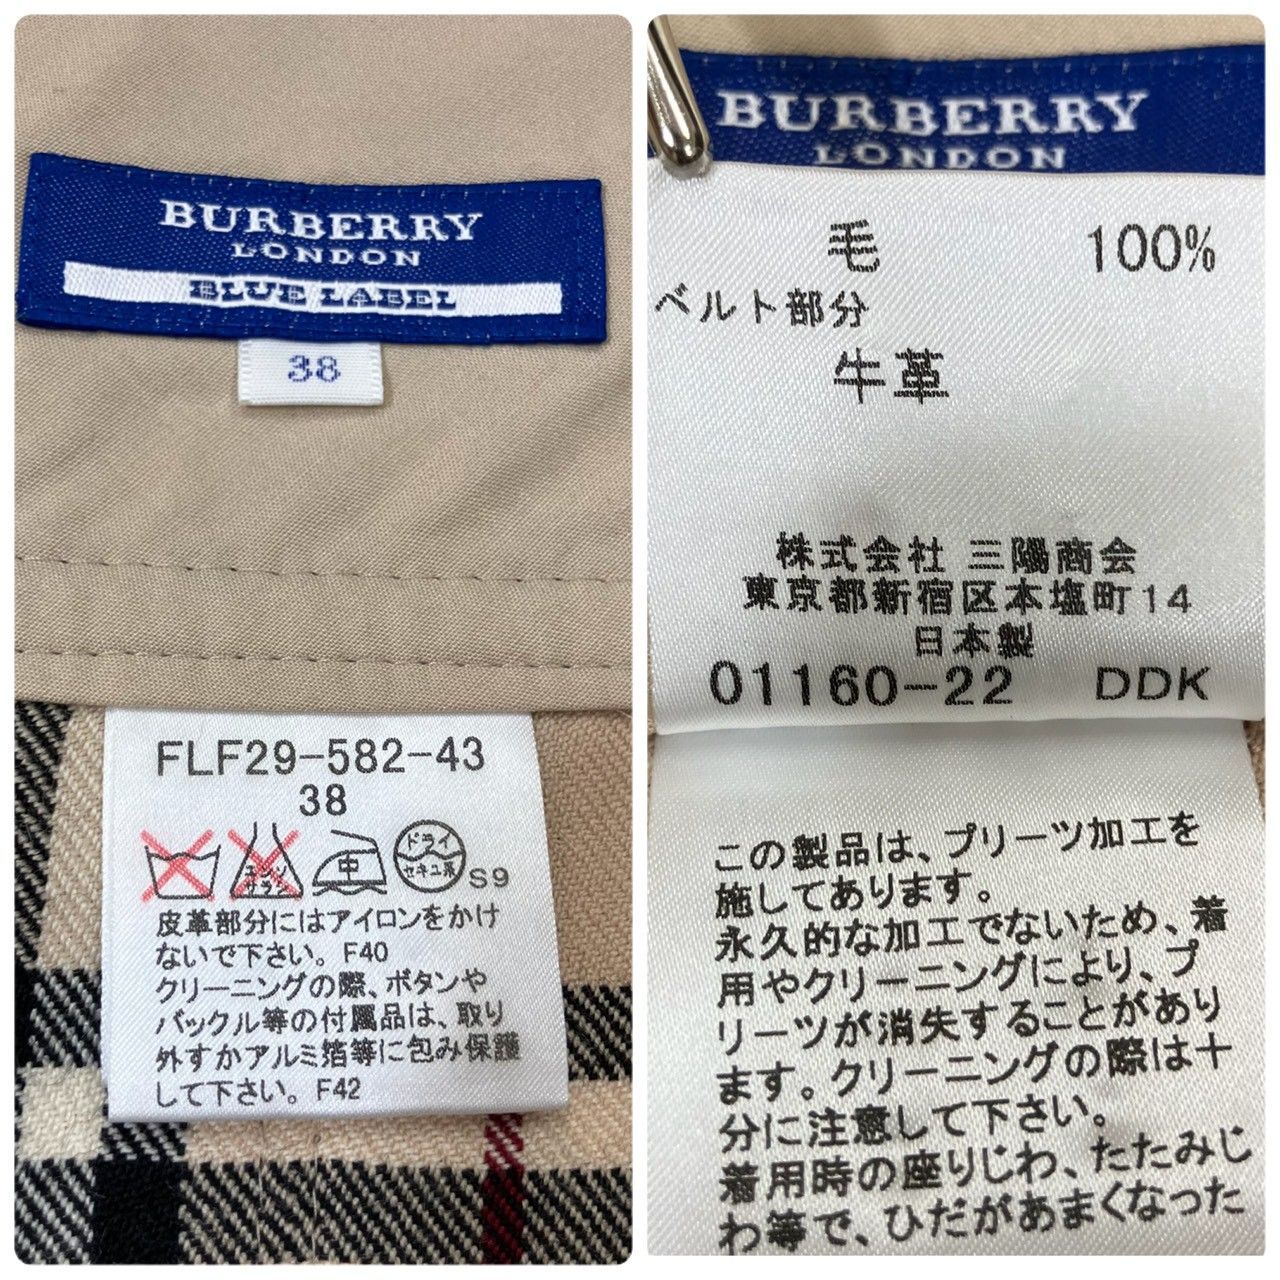 BURBERRY
LONDON
BLUE LABEL
38
FLF29-582-43
38
エンソ
サラシ
中
ドライ
セキユ系
S9
皮革部分にはアイロンをかけ
ないで下さい。F40
クリーニングの際、ボタンや
バックル等の付属品は、取り
外すかアルミ箔等に包み保護
して下さい。F42
BURBERRY
LONDON
毛 100%
ベルト部分
牛革
株式会社 三陽商会
東京都新宿区本塩町14
日本製
01160-22 DDK
この製品は、プリーツ加工を
施してあります。
永久的な加工でないため、着
用やクリーニングにより、プ
リーツが消失することがあり
ます。クリーニングの際は十
分に注意して下さい。
着用時の座りじわ、たたみじ
わ等で、ひだがあまくなった